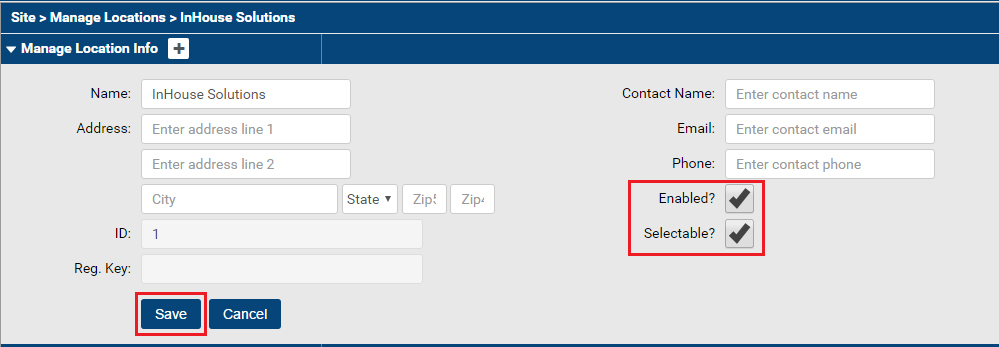 Site > Manage Locations > InHouse Solutions
Manage Location Info +
Name: InHouse Solutions
Contact Name: Enter contact name
Address: Enter address line 1
Email: Enter contact email
Enter address line 2
Phone: Enter contact phone
City State Zip5 Zip4
Enabled?
ID: 1
Selectable?
Reg. Key:
Save Cancel